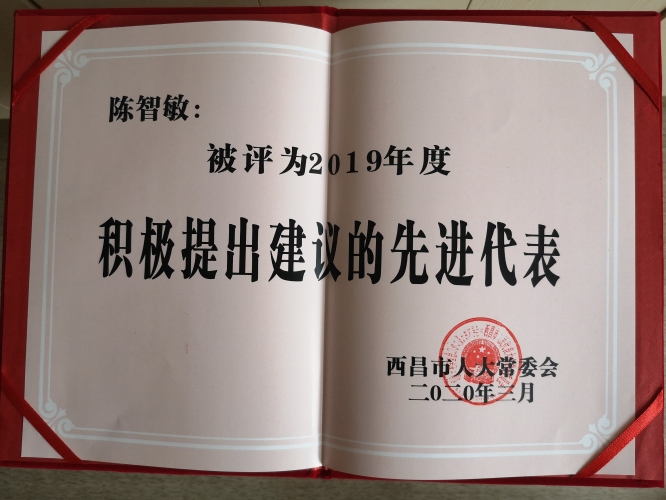 陈智敏：
被评为2019年度
积极提出建议的先进代表
西昌市人大常委会
二〇二〇年三月